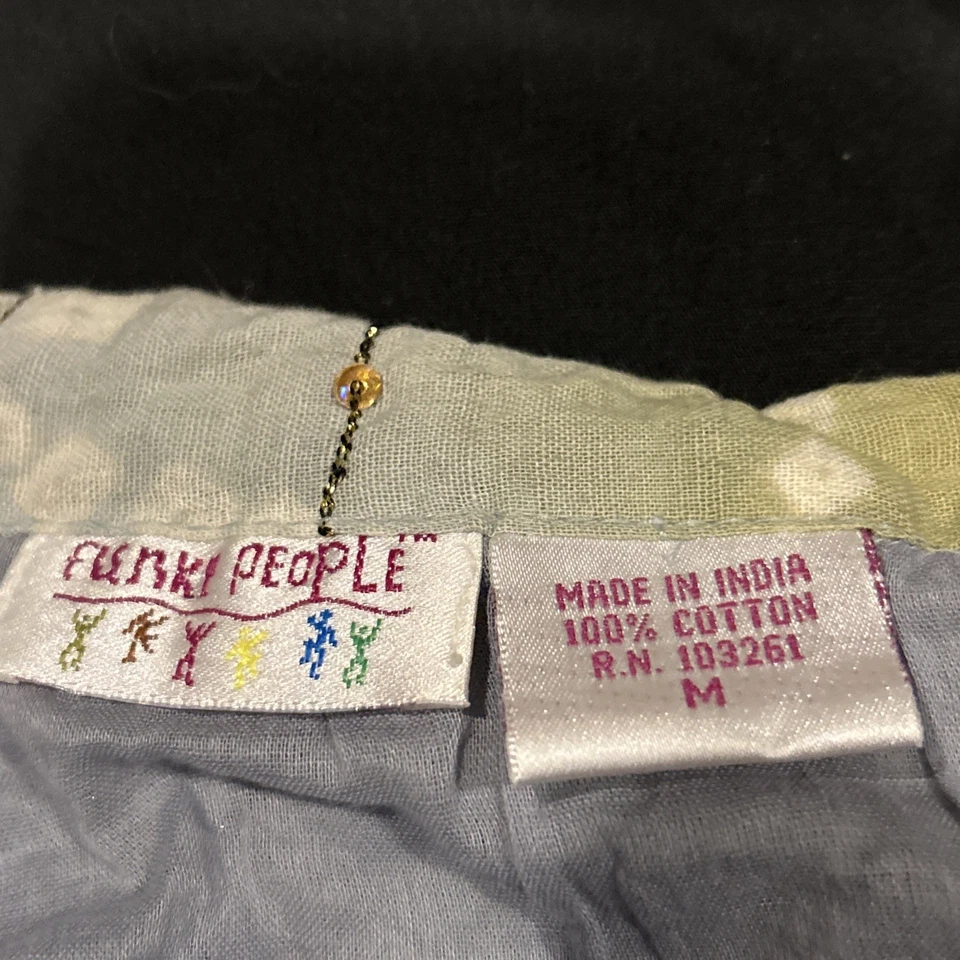 FUNKI PEOPLE™
MADE IN INDIA
100% COTTON
R.N. 103261
M